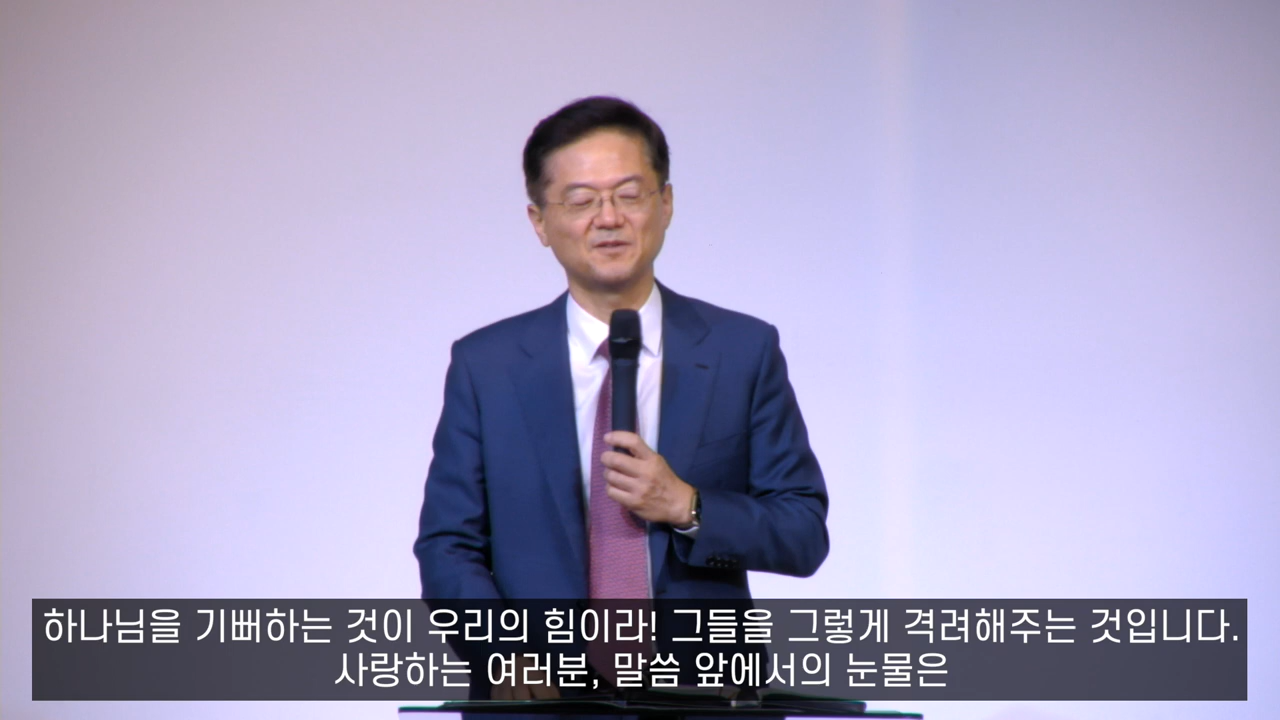 하나님을 기뻐하는 것이 우리의 힘이라! 그들을 그렇게 격려해주는 것입니다.
사랑하는 여러분, 말씀 앞에서의 눈물은